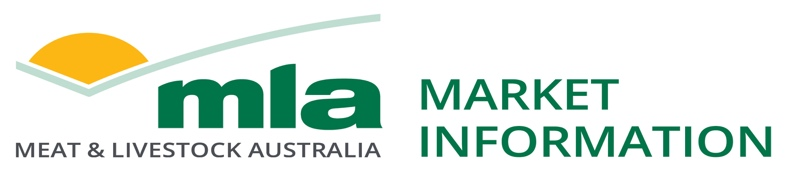 mla
MEAT & LIVESTOCK AUSTRALIA
MARKET
INFORMATION